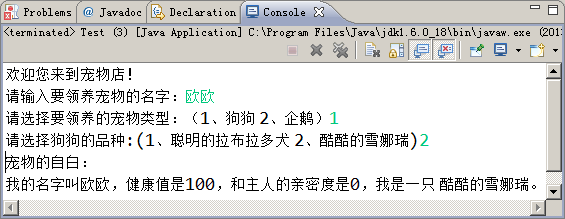 Problems @ Javadoc Declaration Console
<terminated> Test (3) [Java Application] C:\Program Files\Java\jdk1.6.0_18\bin\javaw.exe (201
欢迎您来到宠物店！
请输入要领养宠物的名字：欧欧
请选择要领养的宠物类型：（1、狗狗 2、企鹅）1
请选择狗狗的品种:(1、聪明的拉布拉多犬 2、酷酷的雪娜瑞)2
宠物的自白：
我的名字叫欧欧，健康值是100，和主人的亲密度是0，我是一只 酷酷的雪娜瑞。